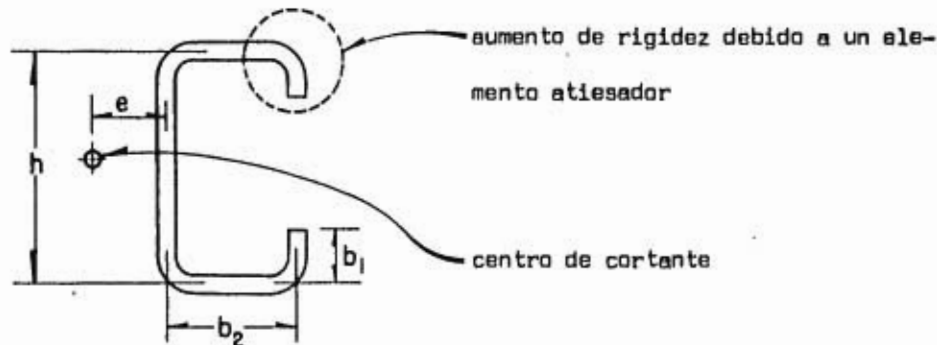 aumento de rigidez debido a un ele-
mento atiesador
e
h
b₁
centro de cortante
b₂